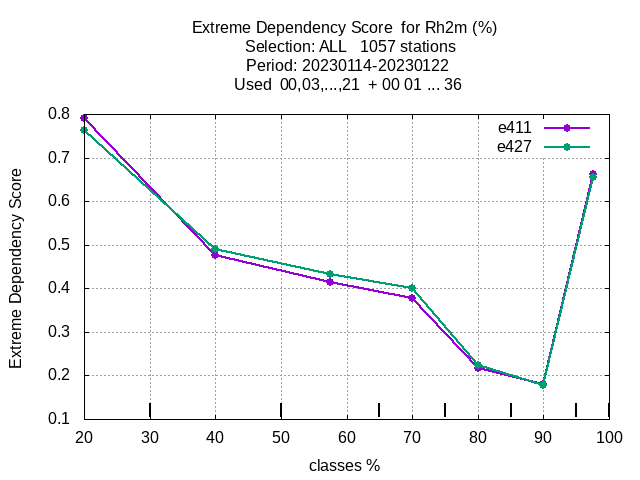 Extreme Dependency Score  for Rh2m (%)
Selection: ALL   1057 stations
Period: 20230114-20230122
Used  00,03,...,21  + 00 01 ... 36
e411
e427
Extreme Dependency Score
0.8
0.7
0.6
0.5
0.4
0.3
0.2
0.1
20 30 40 50 60 70 80 90 100
classes %